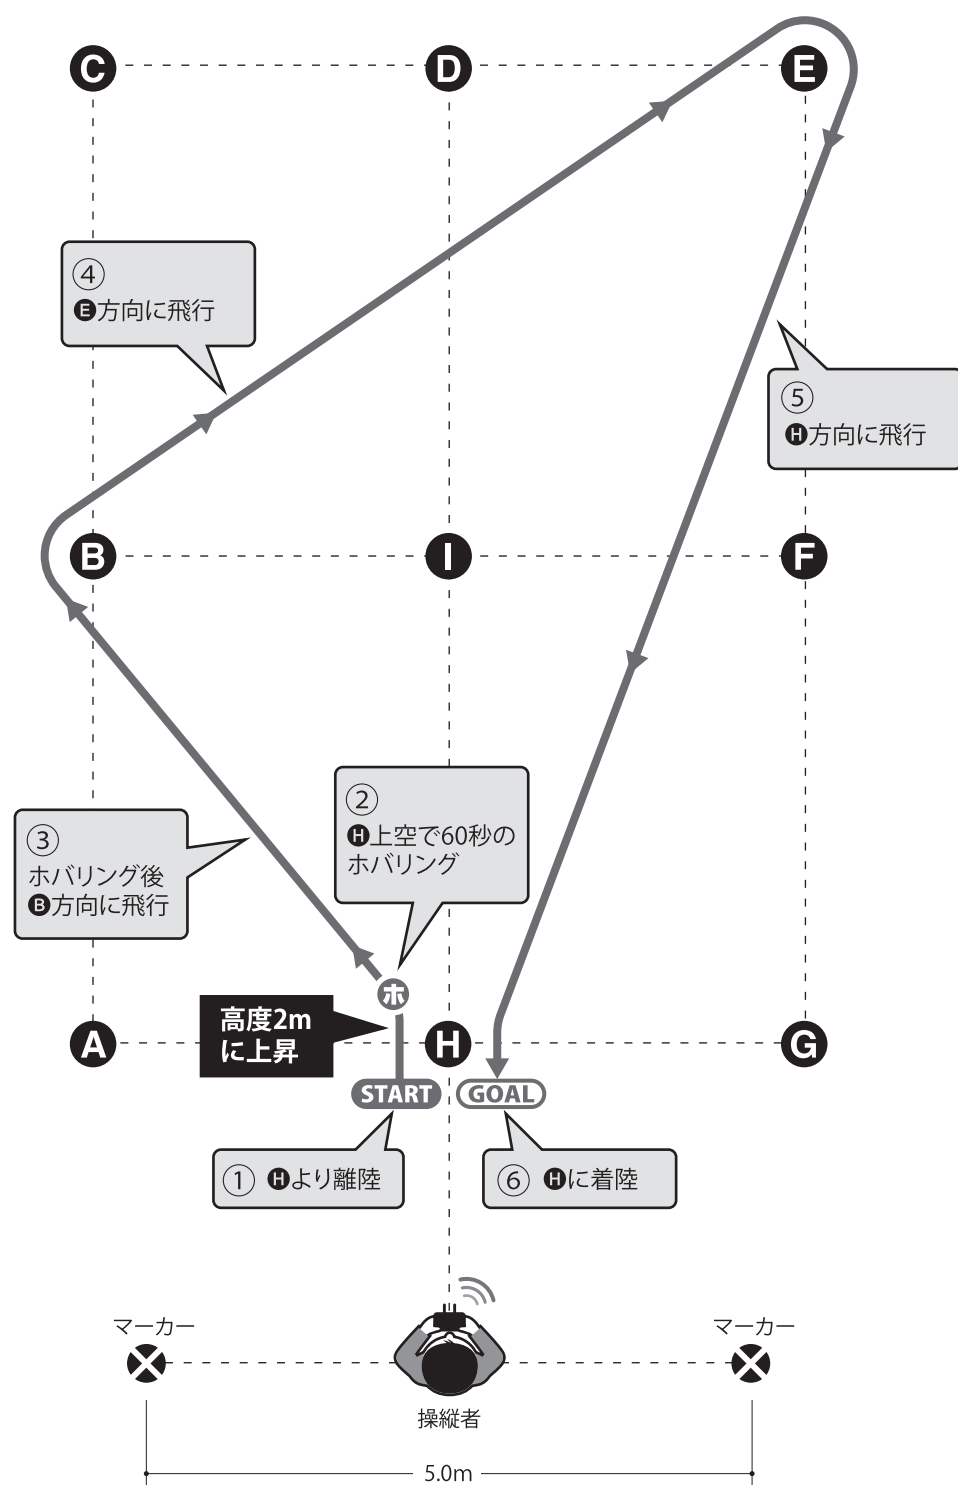 C
D
E
④
E方向に飛行
⑤
H方向に飛行
B
I
F
②
H上空で60秒の
ホバリング
③
ホバリング後
B方向に飛行
ホ
高度2m
に上昇
A
H
G
START
GOAL
① Hより離陸
⑥ Hに着陸
マーカー
マーカー
操縦者
5.0m